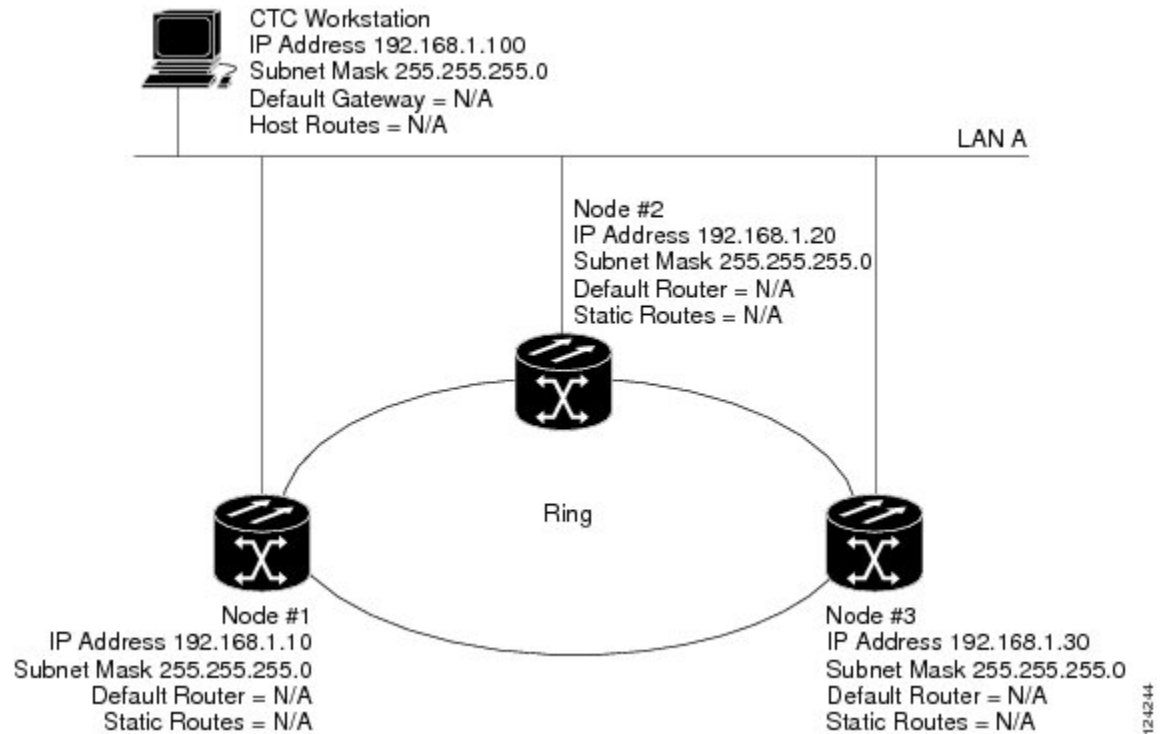 CTC Workstation
IP Address 192.168.1.100
Subnet Mask 255.255.255.0
Default Gateway = N/A
Host Routes = N/A
LAN A
Node #2
IP Address 192.168.1.20
Subnet Mask 255.255.255.0
Default Router = N/A
Static Routes = N/A
Ring
Node #1
IP Address 192.168.1.10
Subnet Mask 255.255.255.0
Default Router = N/A
Static Routes = N/A
Node #3
IP Address 192.168.1.30
Subnet Mask 255.255.255.0
Default Router = N/A
Static Routes = N/A
124244